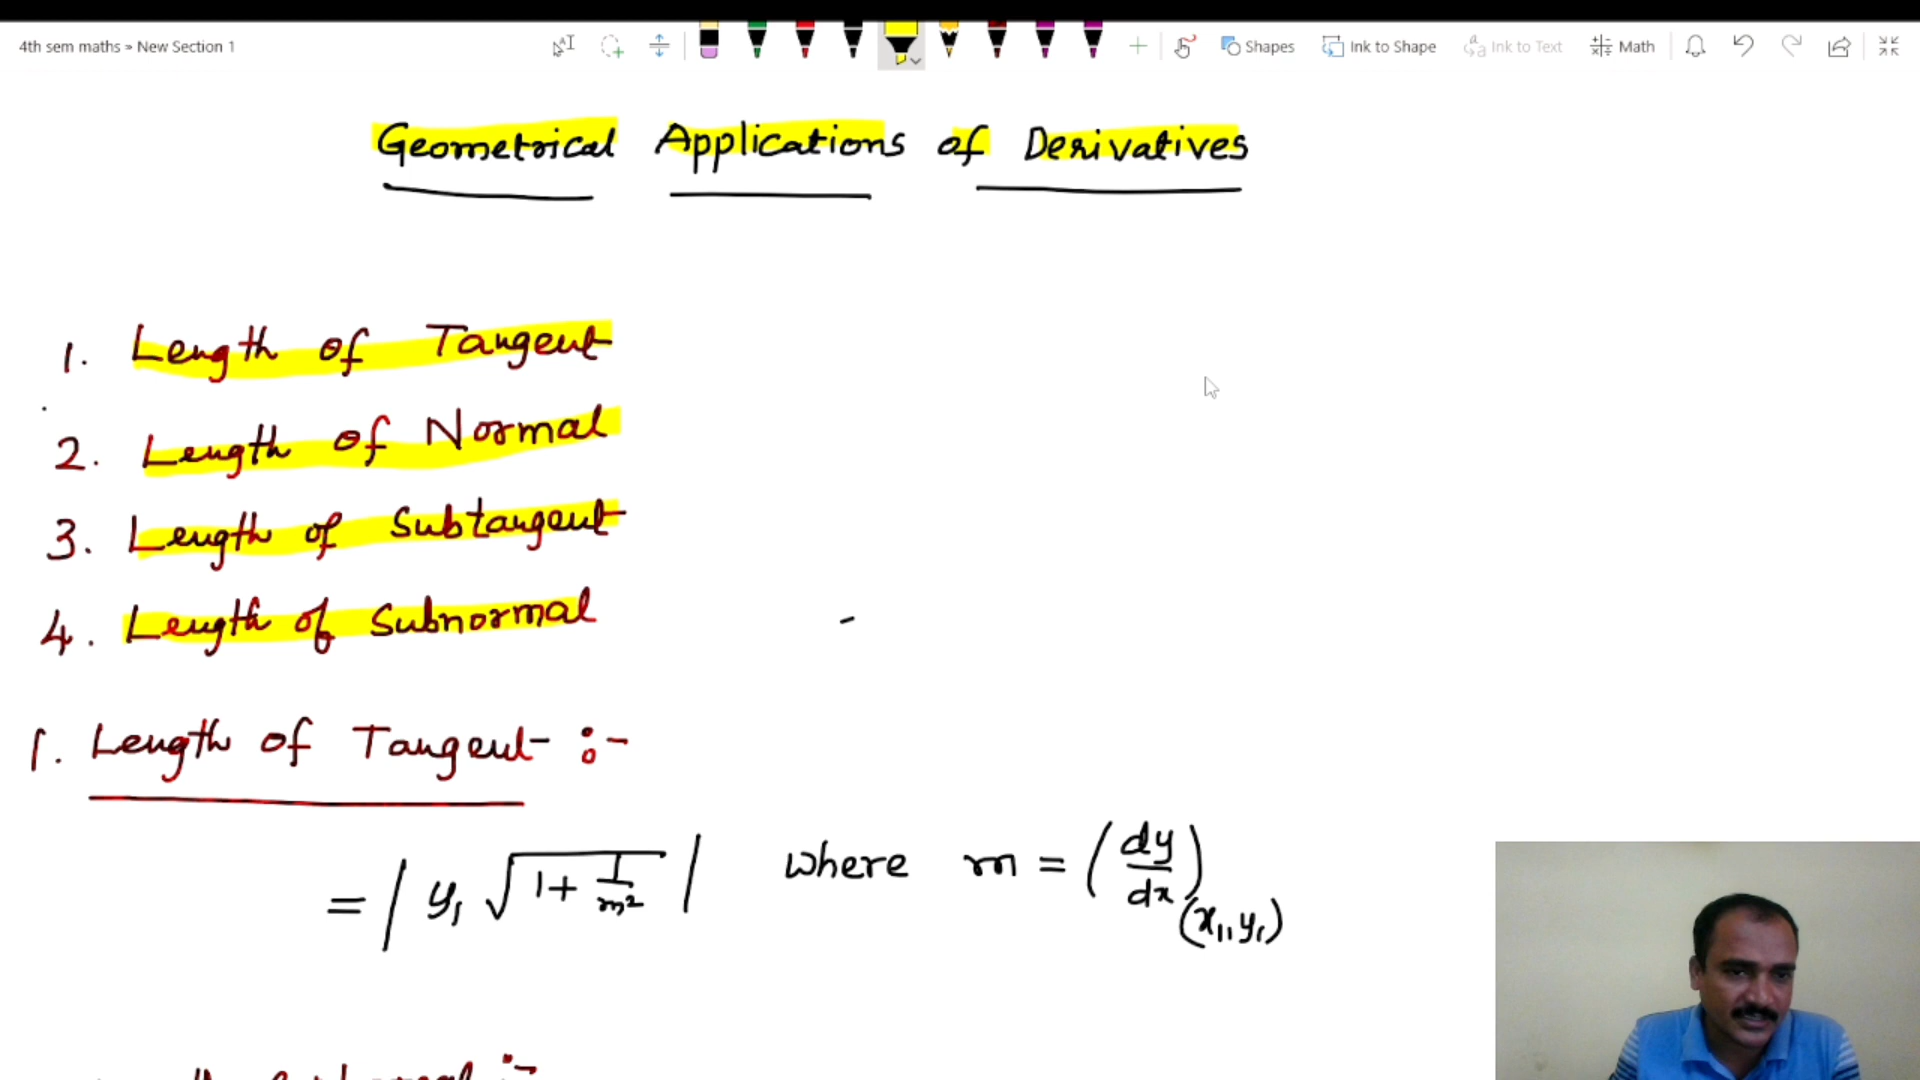 4th sem maths » New Section 1
Shapes Ink to Shape Ink to Text Math
Geometrical Applications of Derivatives
1. Length of Tangent
2. Length of Normal
3. Length of Subtangent
4. Length of Subnormal
1. Length of Tangent :-
= | y₁ √(1 + 1/m²) | where m = (dy/dx)(x₁, y₁)